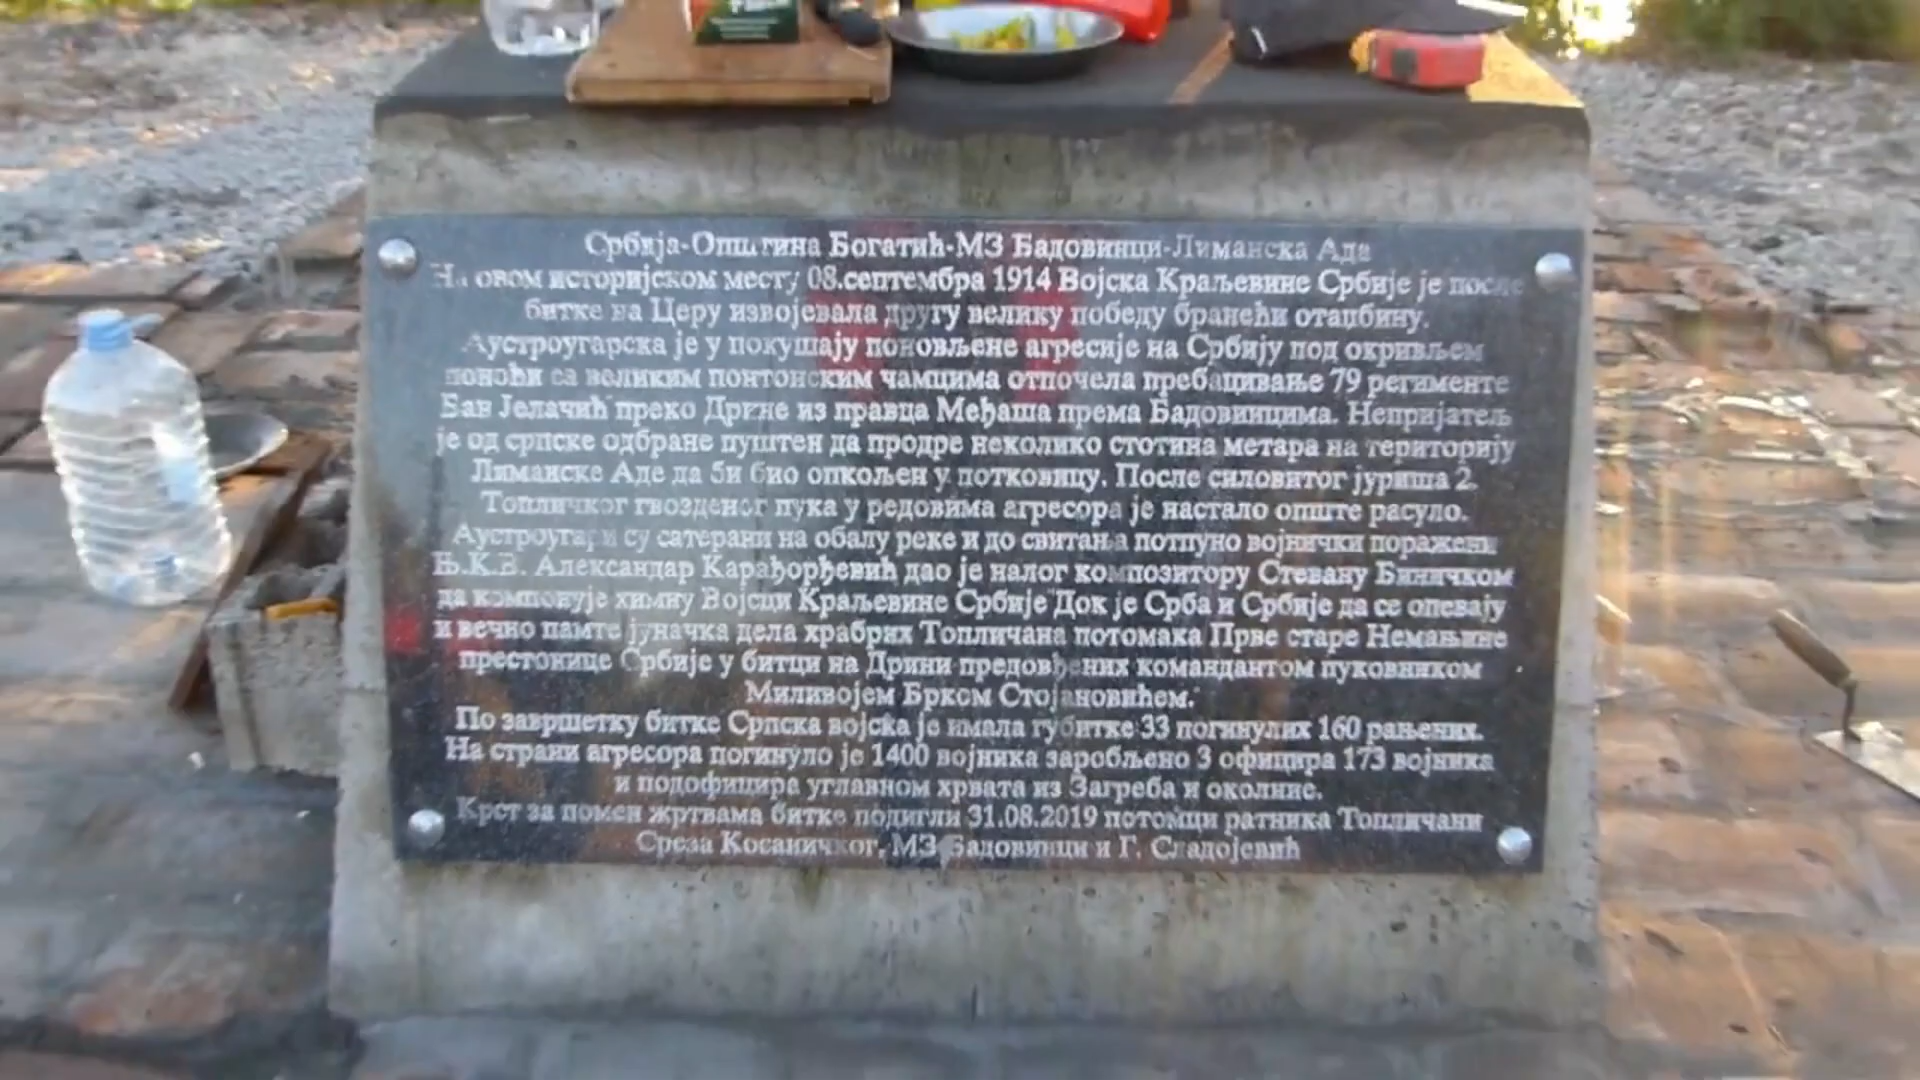 Србија-Општина Богатић-МЗ Бадовинци-Лиманска Ада
На овом историјском месту 08.септембра 1914 Војска Краљевине Србије је после
битке на Церу извојевала другу велику победу бранећи отаџбину.
Аустроугарска је у покушају поновљене агресије на Србију под окривљем
поноћи са великим понтонским чамцима отпочела пребацивање 79 регименте
Бан Јелачић преко Дрине из правца Међаша према Бадовинцима. Непријатељ
је од српске одбране пуштен да продре неколико стотина метара на територију
Лиманске Аде да би био опкољен у потковицу. После силовитог јуриша 2.
Топличког гвозденог пука у редовима агресора је настало опште расуло.
Аустроугари су сатерани на обалу реке и до свитања потпуно војнички поражени
Њ.К.В. Александар Карађорђевић дао је налог композитору Стевану Биничком
да компонује химну Војсци Краљевине Србије Док је Срба и Србије да се опевају
и вечно памте јуначка дела храбрих Топличана потомака Прве старе Немањине
престонице Србије у битци на Дрини предовђених командантом пуковником
Миливојем Брком Стојановићем.
По завршетку битке Српска војска је имала губитке 33 погинулих 160 рањених.
На страни агресора погинуло је 1400 војника заробљено 3 официра 173 војника
и подофицира углавном хрвата из Загреба и околине.
Крст за помен жртвама битке подигли 31.08.2019 потомци ратника Топличани
Среза Косаничког, МЗ Бадовинци и Г. Сладојевић